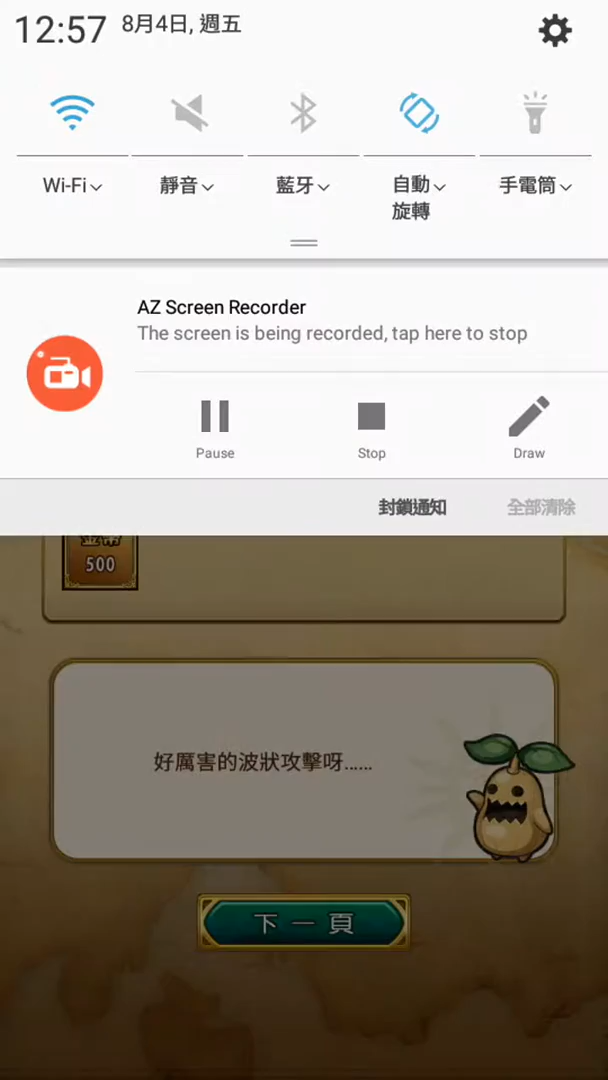 12:57 8月4日, 週五
Wi-Fi 靜音 藍牙 自動 手電筒
旋轉
AZ Screen Recorder
The screen is being recorded, tap here to stop
Pause Stop Draw
封鎖通知 全部清除
500
好厲害的波狀攻擊呀......
下一頁